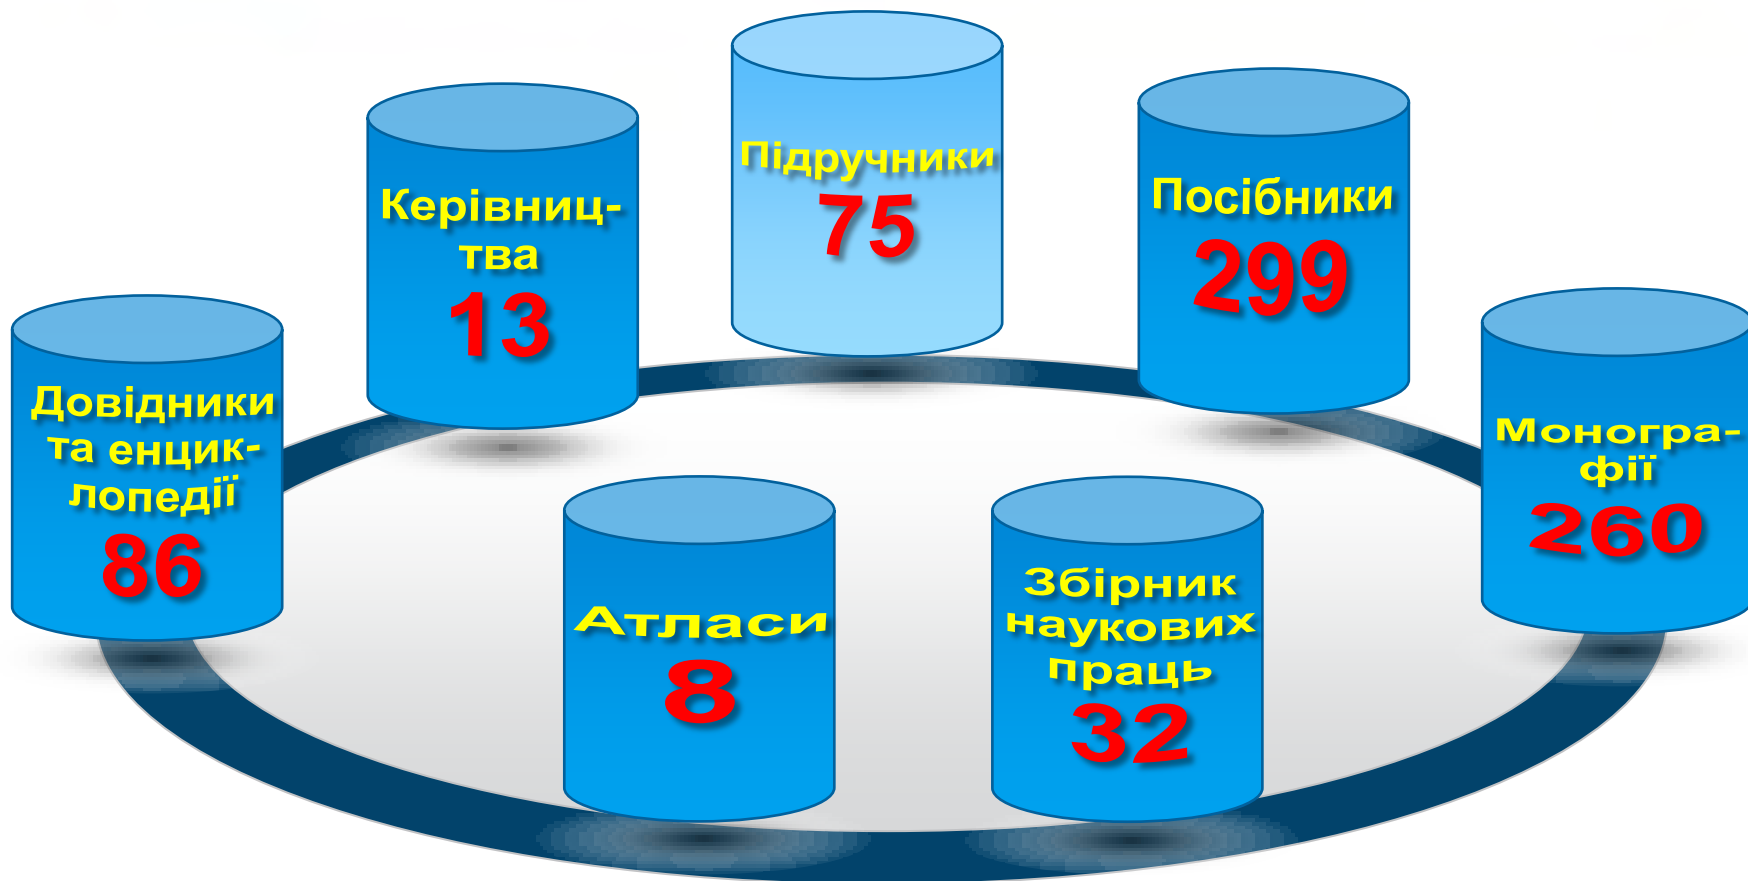 Підручники
75
Керівниц-
тва
13
Посібники
299
Довідники
та енцик-
лопедії
86
Моногра-
фії
260
Атласи
8
Збірник
наукових
праць
32